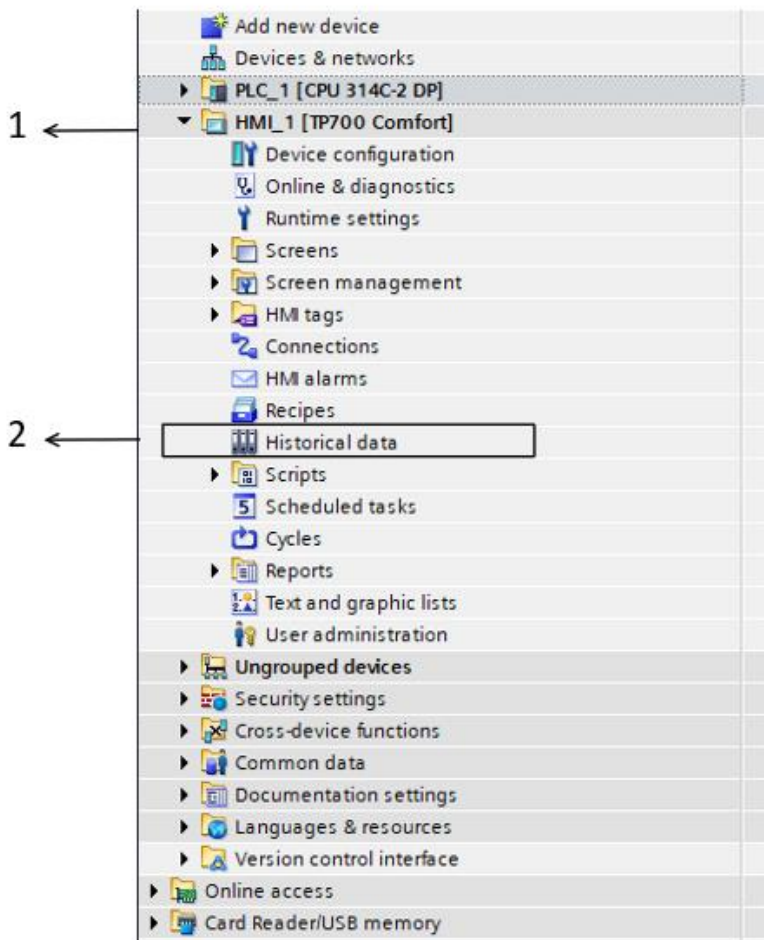 Add new device
Devices & networks
PLC_1 [CPU 314C-2 DP]
1
HMI_1 [TP700 Comfort]
Device configuration
Online & diagnostics
Runtime settings
Screens
Screen management
HMI tags
Connections
HMI alarms
Recipes
2
Historical data
Scripts
5 Scheduled tasks
Cycles
Reports
Text and graphic lists
User administration
Ungrouped devices
Security settings
Cross-device functions
Common data
Documentation settings
Languages & resources
Version control interface
Online access
Card Reader/USB memory